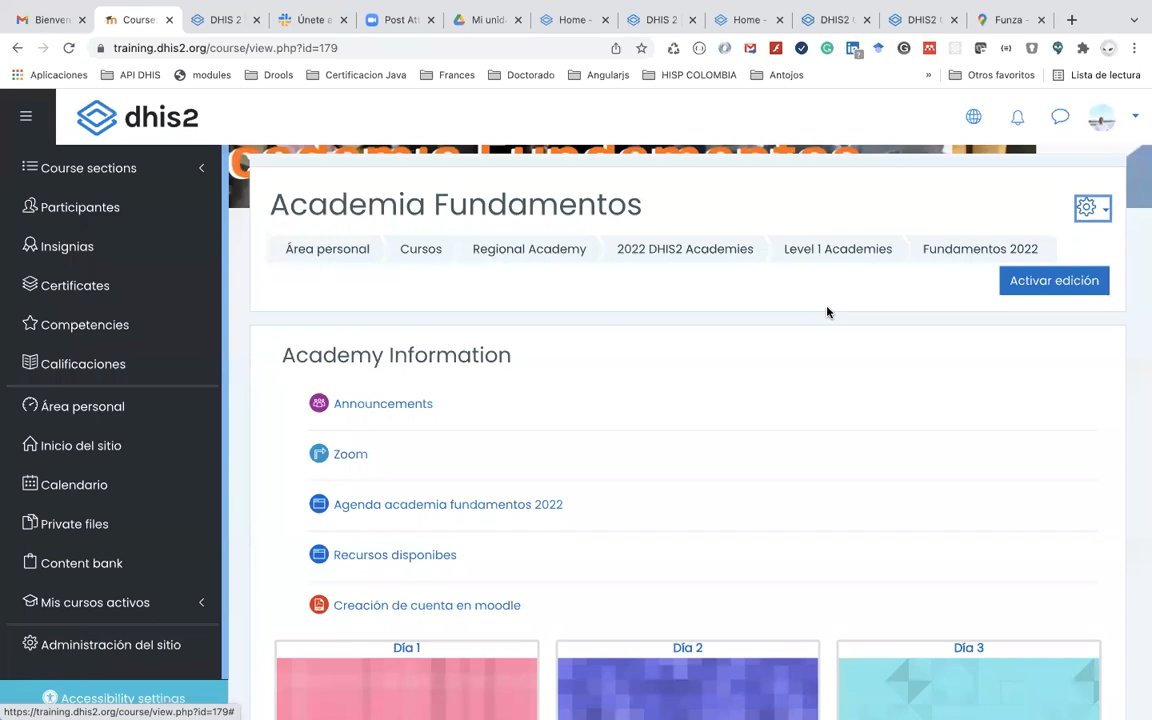 Bienven
Course:
DHIS 2
Únete e
Post Att
Mi unid
Home -
DHIS 2
Home -
DHIS2
DHIS2
Funza -
training.dhis2.org/course/view.php?id=179
Aplicaciones
API DHIS
modules
Drools
Certificacion Java
Frances
Doctorado
Angularjs
HISP COLOMBIA
Antojos
»
Otros favoritos
Lista de lectura
dhis2
Course sections
Participantes
Insignias
Certificates
Competencies
Calificaciones
Área personal
Inicio del sitio
Calendario
Private files
Content bank
Mis cursos activos
Administración del sitio
Accessibility settings
https://training.dhis2.org/course/view.php?id=179#
Academia Fundamentos
Área personal
Cursos
Regional Academy
2022 DHIS2 Academies
Level 1 Academies
Fundamentos 2022
Activar edición
Academy Information
Announcements
Zoom
Agenda academia fundamentos 2022
Recursos disponibes
Creación de cuenta en moodle
Día 1
Día 2
Día 3